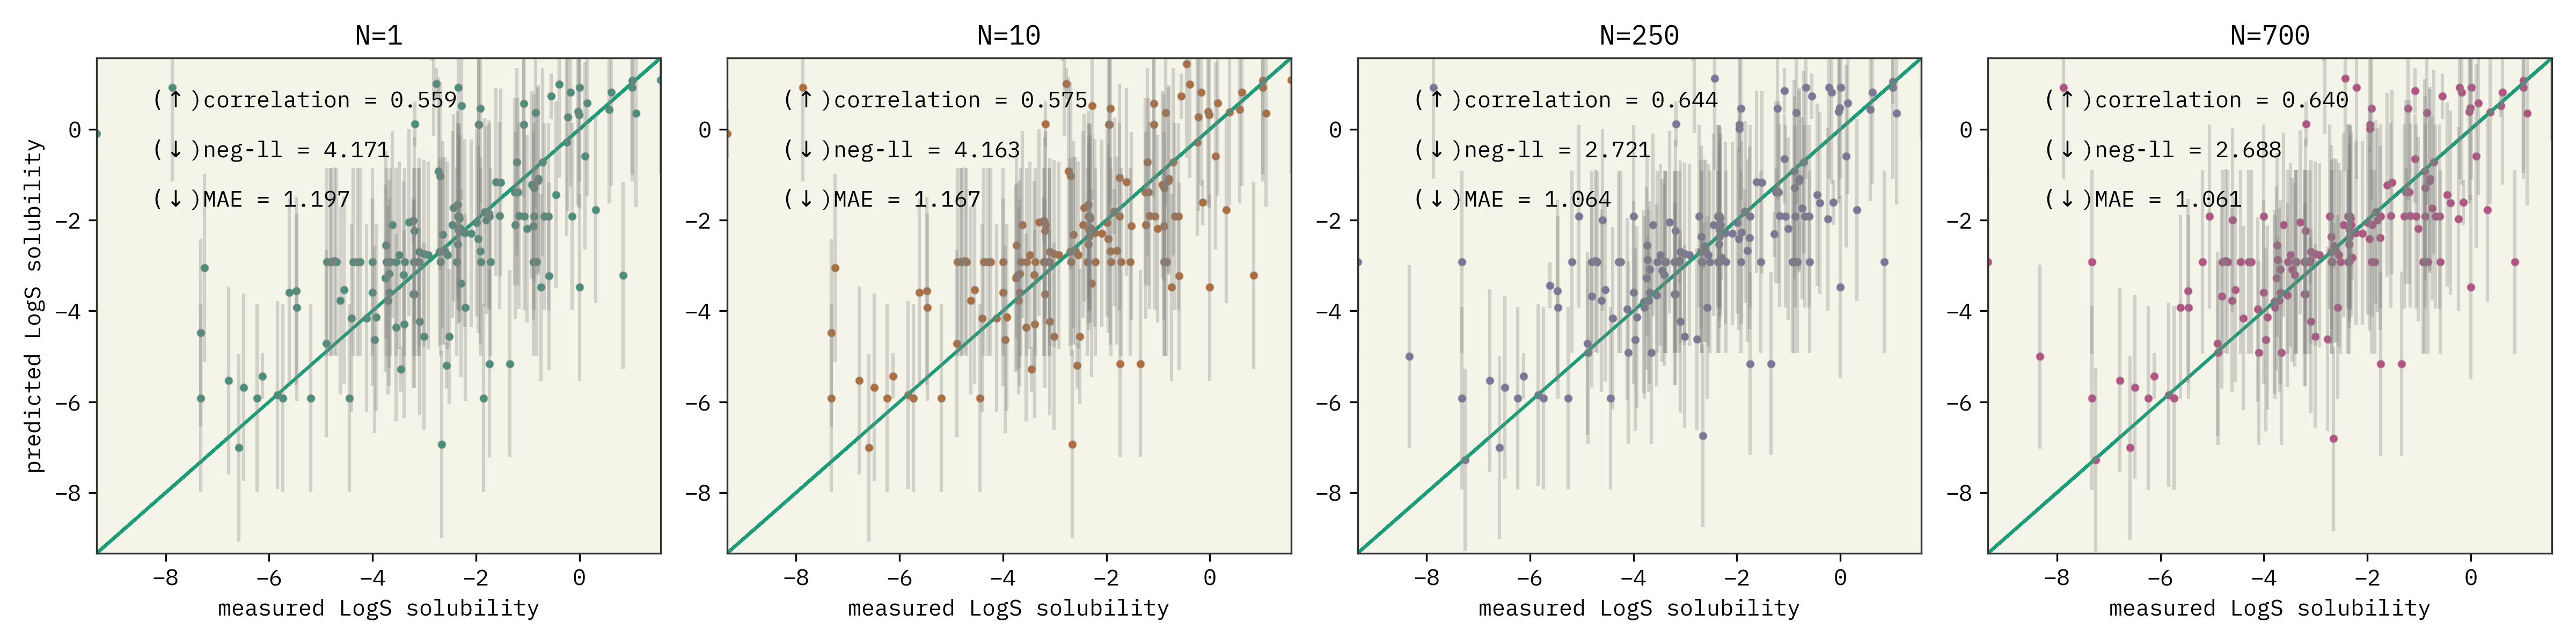 N=1
(↑)correlation = 0.559
(↓)neg-ll = 4.171
(↓)MAE = 1.197
predicted LogS solubility
0
−2
−4
−6
−8
−8 −6 −4 −2 0
measured LogS solubility
N=10
(↑)correlation = 0.575
(↓)neg-ll = 4.163
(↓)MAE = 1.167
0
−2
−4
−6
−8
−8 −6 −4 −2 0
measured LogS solubility
N=250
(↑)correlation = 0.644
(↓)neg-ll = 2.721
(↓)MAE = 1.064
0
−2
−4
−6
−8
−8 −6 −4 −2 0
measured LogS solubility
N=700
(↑)correlation = 0.640
(↓)neg-ll = 2.688
(↓)MAE = 1.061
0
−2
−4
−6
−8
−8 −6 −4 −2 0
measured LogS solubility